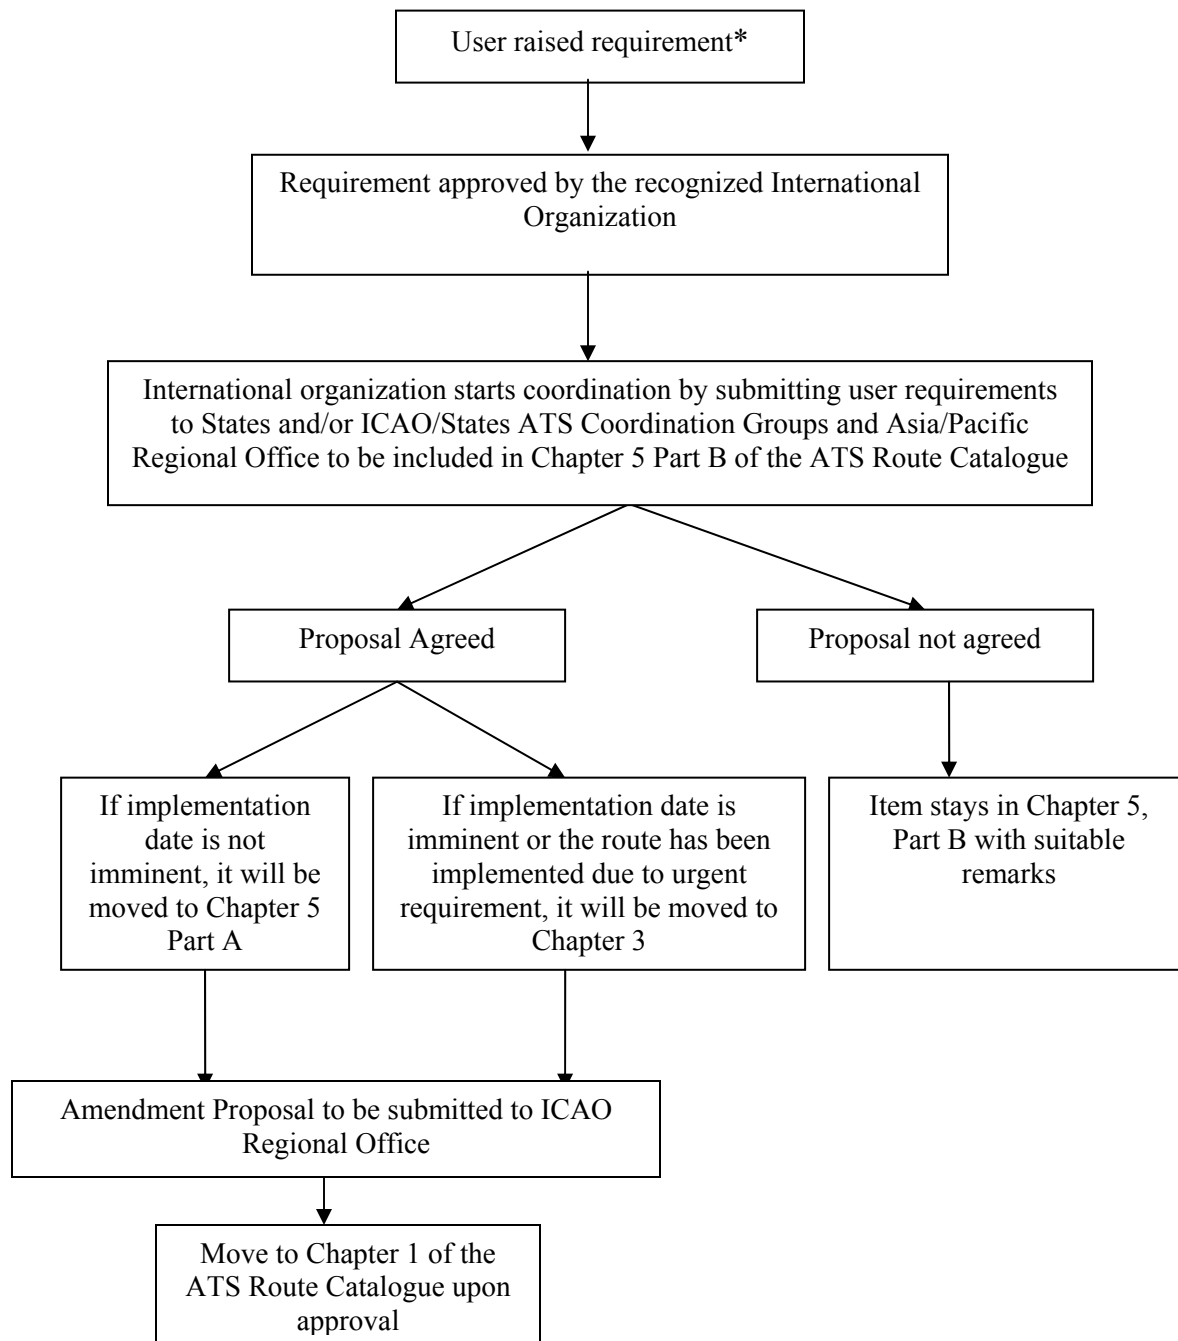 User raised requirement*
Requirement approved by the recognized International
Organization
International organization starts coordination by submitting user requirements
to States and/or ICAO/States ATS Coordination Groups and Asia/Pacific
Regional Office to be included in Chapter 5 Part B of the ATS Route Catalogue
Proposal Agreed
Proposal not agreed
If implementation
date is not
imminent, it will be
moved to Chapter 5
Part A
If implementation date is
imminent or the route has been
implemented due to urgent
requirement, it will be moved to
Chapter 3
Item stays in Chapter 5,
Part B with suitable
remarks
Amendment Proposal to be submitted to ICAO
Regional Office
Move to Chapter 1 of the
ATS Route Catalogue upon
approval